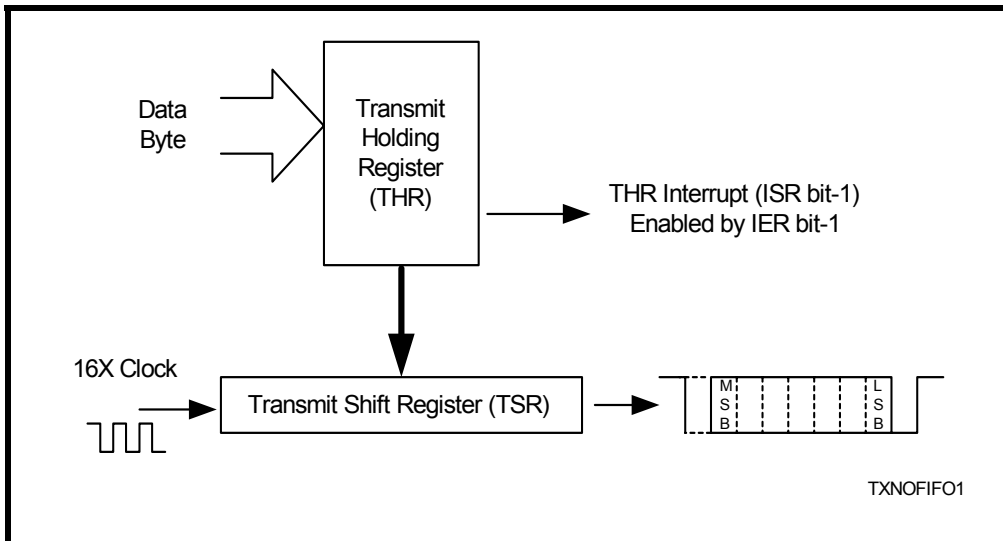 Data
Byte
Transmit
Holding
Register
(THR)
THR Interrupt (ISR bit-1)
Enabled by IER bit-1
16X Clock
Transmit Shift Register (TSR)
M
S
B
L
S
B
TXNOFIFO1